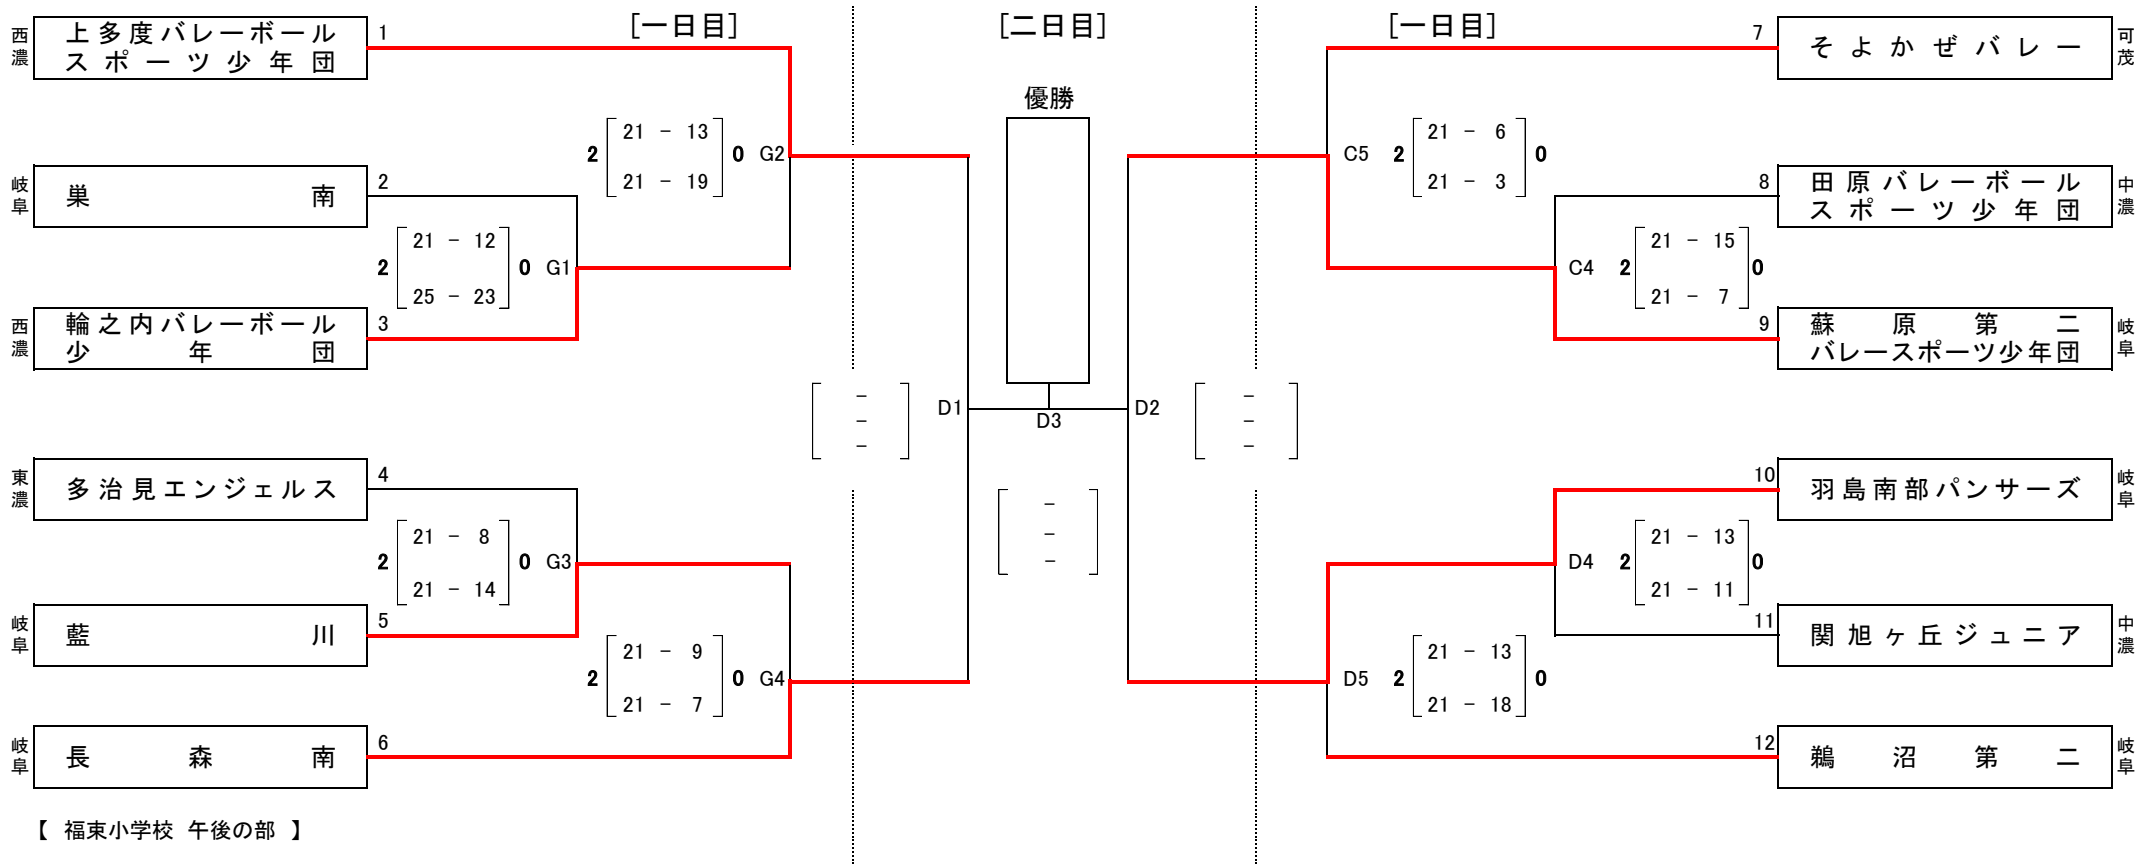 [一日目]
[二日目]
[一日目]
西濃
上多度バレーボール
スポーツ少年団
1
21 - 13
2 0 G2
21 - 19
岐阜
巣南
2
21 - 12
2 0 G1
25 - 23
西濃
輪之内バレーボール
少年団
3
東濃
多治見エンジェルス
4
21 - 8
2 0 G3
21 - 14
岐阜
藍川
5
21 - 9
2 0 G4
21 - 7
岐阜
長森南
6
【 福束小学校 午後の部 】
優勝
-
-
-
D1
D3
-
-
-
D2
-
-
-
7
そよかぜバレー
可茂
21 - 6
C5 2 0
21 - 3
8
田原バレーボール
スポーツ少年団
中濃
21 - 15
C4 2 0
21 - 7
9
蘇原第二
バレースポーツ少年団
岐阜
10
羽島南部パンサーズ
岐阜
21 - 13
D4 2 0
21 - 11
11
関旭ヶ丘ジュニア
中濃
21 - 13
D5 2 0
21 - 18
12
鵜沼第二
岐阜